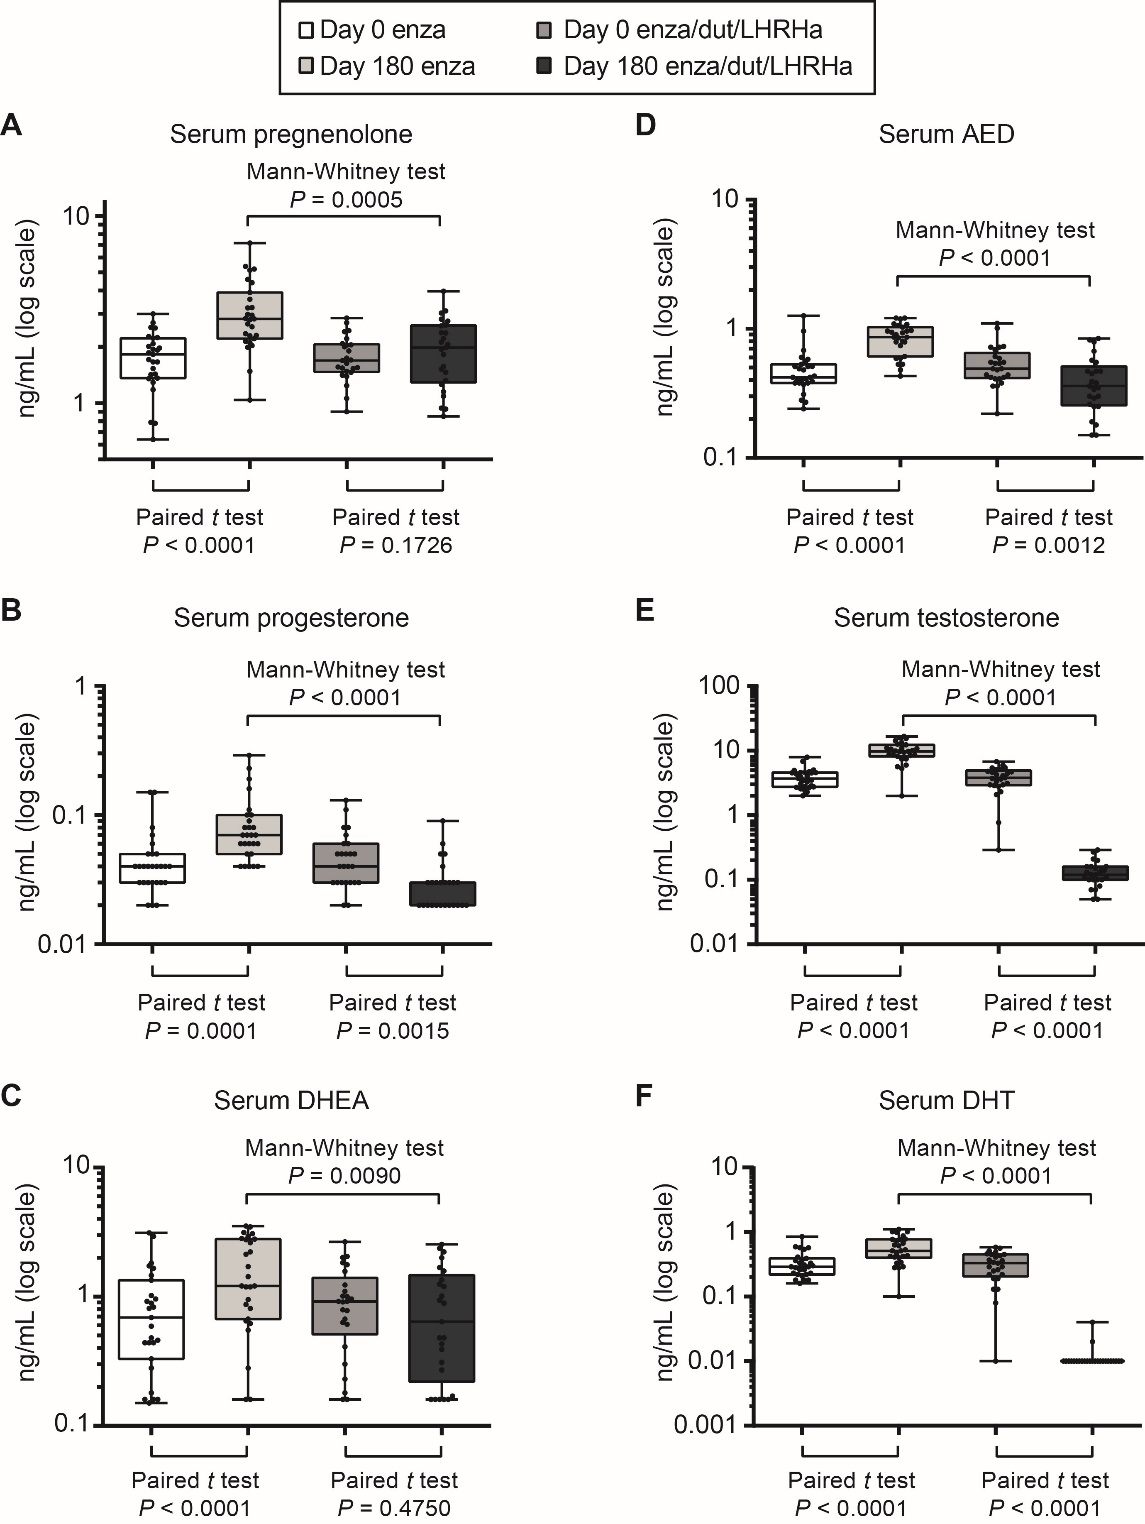 Day 0 enza
Day 0 enza/dut/LHRHa
Day 180 enza
Day 180 enza/dut/LHRHa
A
Serum pregnenolone
Mann-Whitney test
P = 0.0005
ng/mL (log scale)
10
1
Paired t test
P < 0.0001
Paired t test
P = 0.1726
D
Serum AED
Mann-Whitney test
P < 0.0001
ng/mL (log scale)
10
1
0.1
Paired t test
P < 0.0001
Paired t test
P = 0.0012
B
Serum progesterone
Mann-Whitney test
P < 0.0001
ng/mL (log scale)
1
0.1
0.01
Paired t test
P = 0.0001
Paired t test
P = 0.0015
E
Serum testosterone
Mann-Whitney test
P < 0.0001
ng/mL (log scale)
100
10
1
0.1
0.01
Paired t test
P < 0.0001
Paired t test
P < 0.0001
C
Serum DHEA
Mann-Whitney test
P = 0.0090
ng/mL (log scale)
10
1
0.1
Paired t test
P < 0.0001
Paired t test
P = 0.4750
F
Serum DHT
Mann-Whitney test
P < 0.0001
ng/mL (log scale)
10
1
0.1
0.01
0.001
Paired t test
P < 0.0001
Paired t test
P < 0.0001